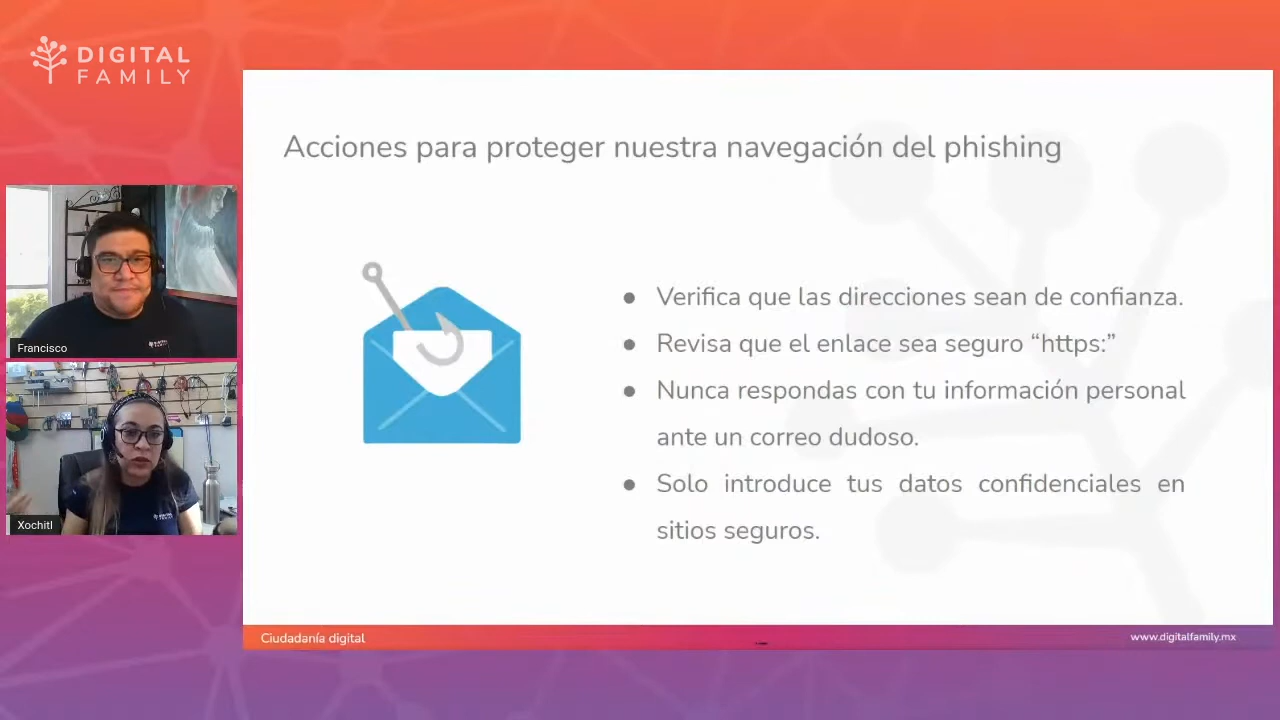 DIGITAL
FAMILY
Acciones para proteger nuestra navegación del phishing
● Verifica que las direcciones sean de confianza.
● Revisa que el enlace sea seguro “https:”
● Nunca respondas con tu información personal
ante un correo dudoso.
● Solo introduce tus datos confidenciales en
sitios seguros.
Francisco
Xochitl
Ciudadanía digital
www.digitalfamily.mx